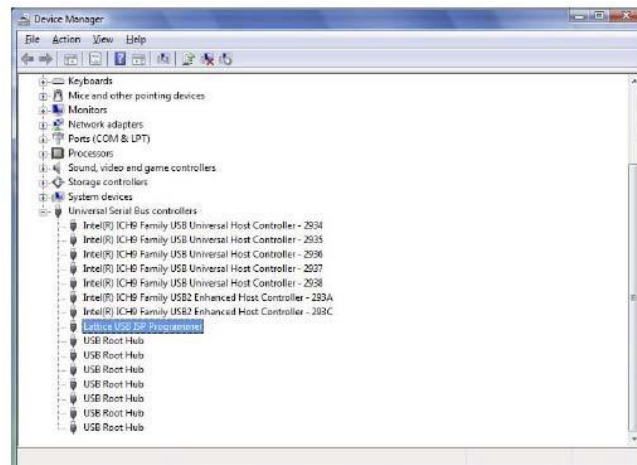 Device Manager
File Action View Help
Keyboards
Mice and other pointing devices
Monitors
Network adapters
Ports (COM & LPT)
Processors
Sound, video and game controllers
Storage controllers
System devices
Universal Serial Bus controllers
Intel(R) ICH9 Family USB Universal Host Controller - 2934
Intel(R) ICH9 Family USB Universal Host Controller - 2935
Intel(R) ICH9 Family USB Universal Host Controller - 2936
Intel(R) ICH9 Family USB Universal Host Controller - 2937
Intel(R) ICH9 Family USB Universal Host Controller - 2938
Intel(R) ICH9 Family USB2 Enhanced Host Controller - 293A
Intel(R) ICH9 Family USB2 Enhanced Host Controller - 293C
Lattice USB ISP Programmer
USB Root Hub
USB Root Hub
USB Root Hub
USB Root Hub
USB Root Hub
USB Root Hub
USB Root Hub